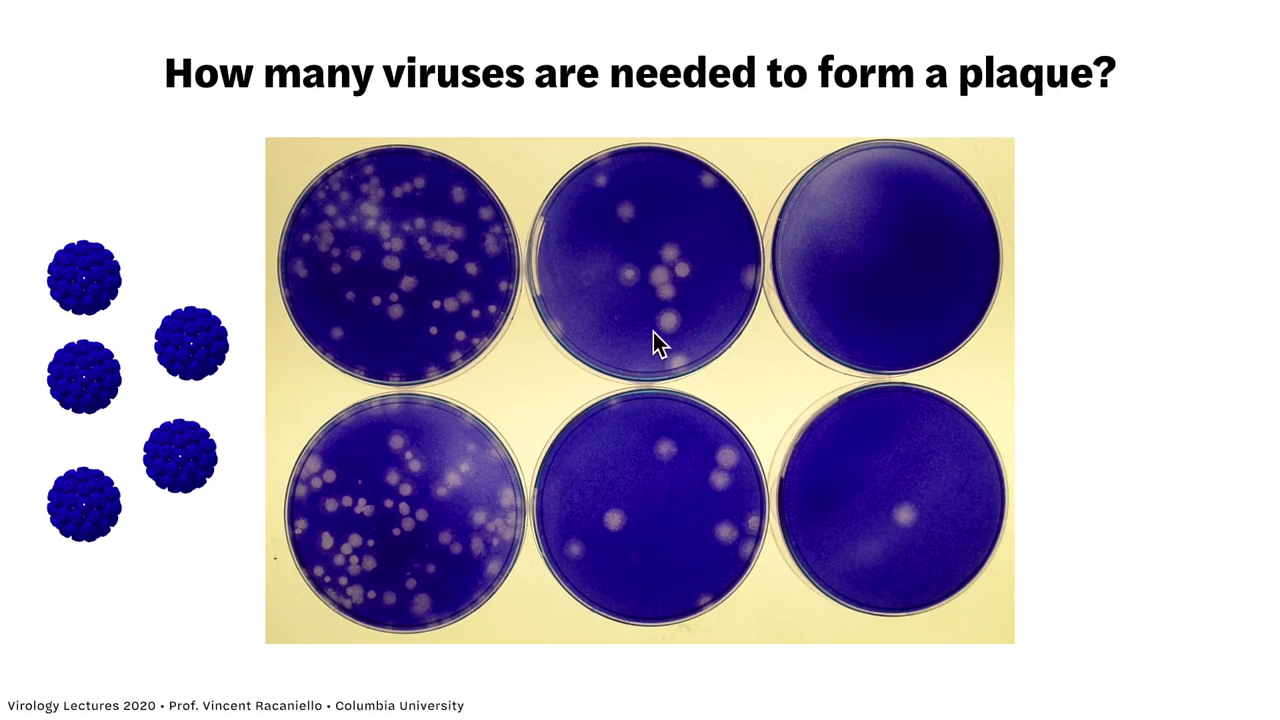 How many viruses are needed to form a plaque?
Virology Lectures 2020 • Prof. Vincent Racaniello • Columbia University